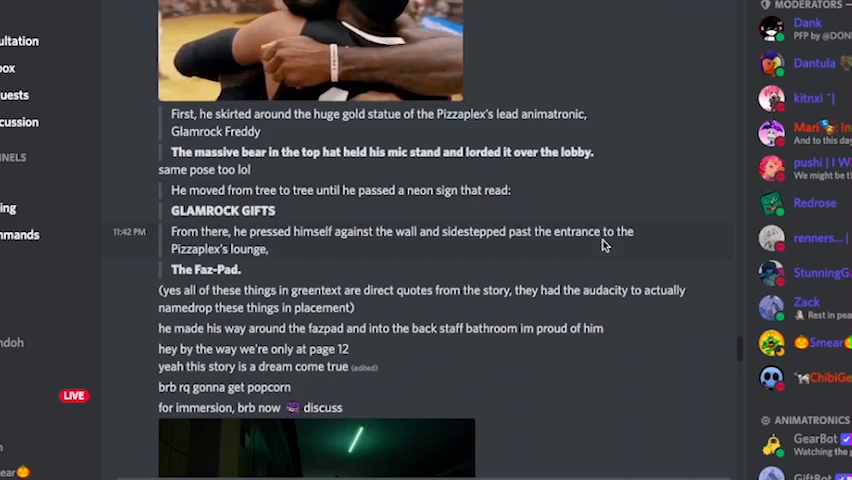 MODERATORS —
ultation
Dank
PFP by @DON
ox
Dantula
uests
kitnxi ~|
cussion
First, he skirted around the huge gold statue of the Pizzaplex's lead animatronic,
Glamrock Freddy
Mari In
And to this day
NNELS
The massive bear in the top hat held his mic stand and lorded it over the lobby.
same pose too lol
pushi | I W
We might be th
He moved from tree to tree until he passed a neon sign that read:
ing
GLAMROCK GIFTS
Redrose
mmands
11:42 PM
From there, he pressed himself against the wall and sidestepped past the entrance to the
Pizzaplex's lounge,
renners... |
The Faz-Pad.
StunningGa
(yes all of these things in greentext are direct quotes from the story, they had the audacity to actually
namedrop these things in placement)
Zack
Rest in pea
he made his way around the fazpad and into the back staff bathroom im proud of him
ndoh
hey by the way we're only at page 12
Smear
yeah this story is a dream come true (edited)
ChibiGe
brb rq gonna get popcorn
LIVE
for immersion, brb now discuss
ANIMATRONICS
GearBot
Watching the g
ear
GiftBot